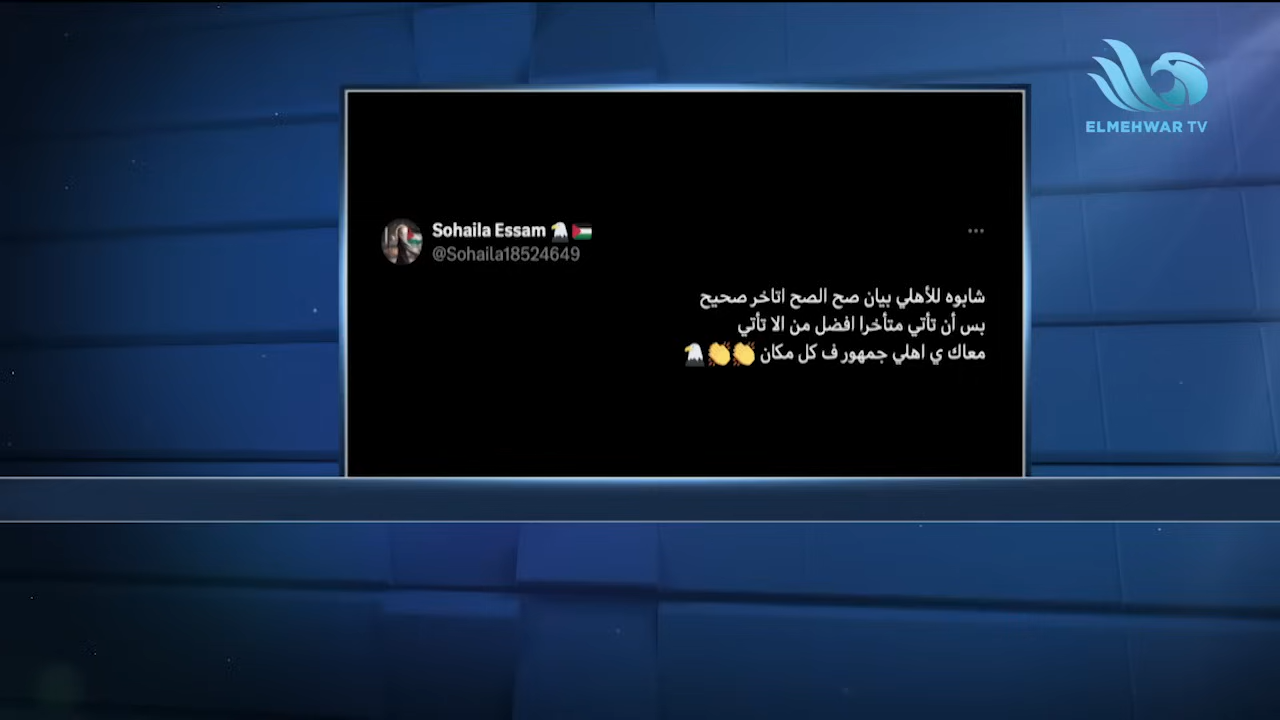 ELMEHWAR TV
Sohaila Essam 🦅🇵🇸
@Sohaila18524649
شابوه للأهلي بيان صح الصح اتاخر صحيح
بس أن تأتي متأخرا افضل من الا تأتي
معاك ي اهلي جمهور ف كل مكان 👏👏🦅